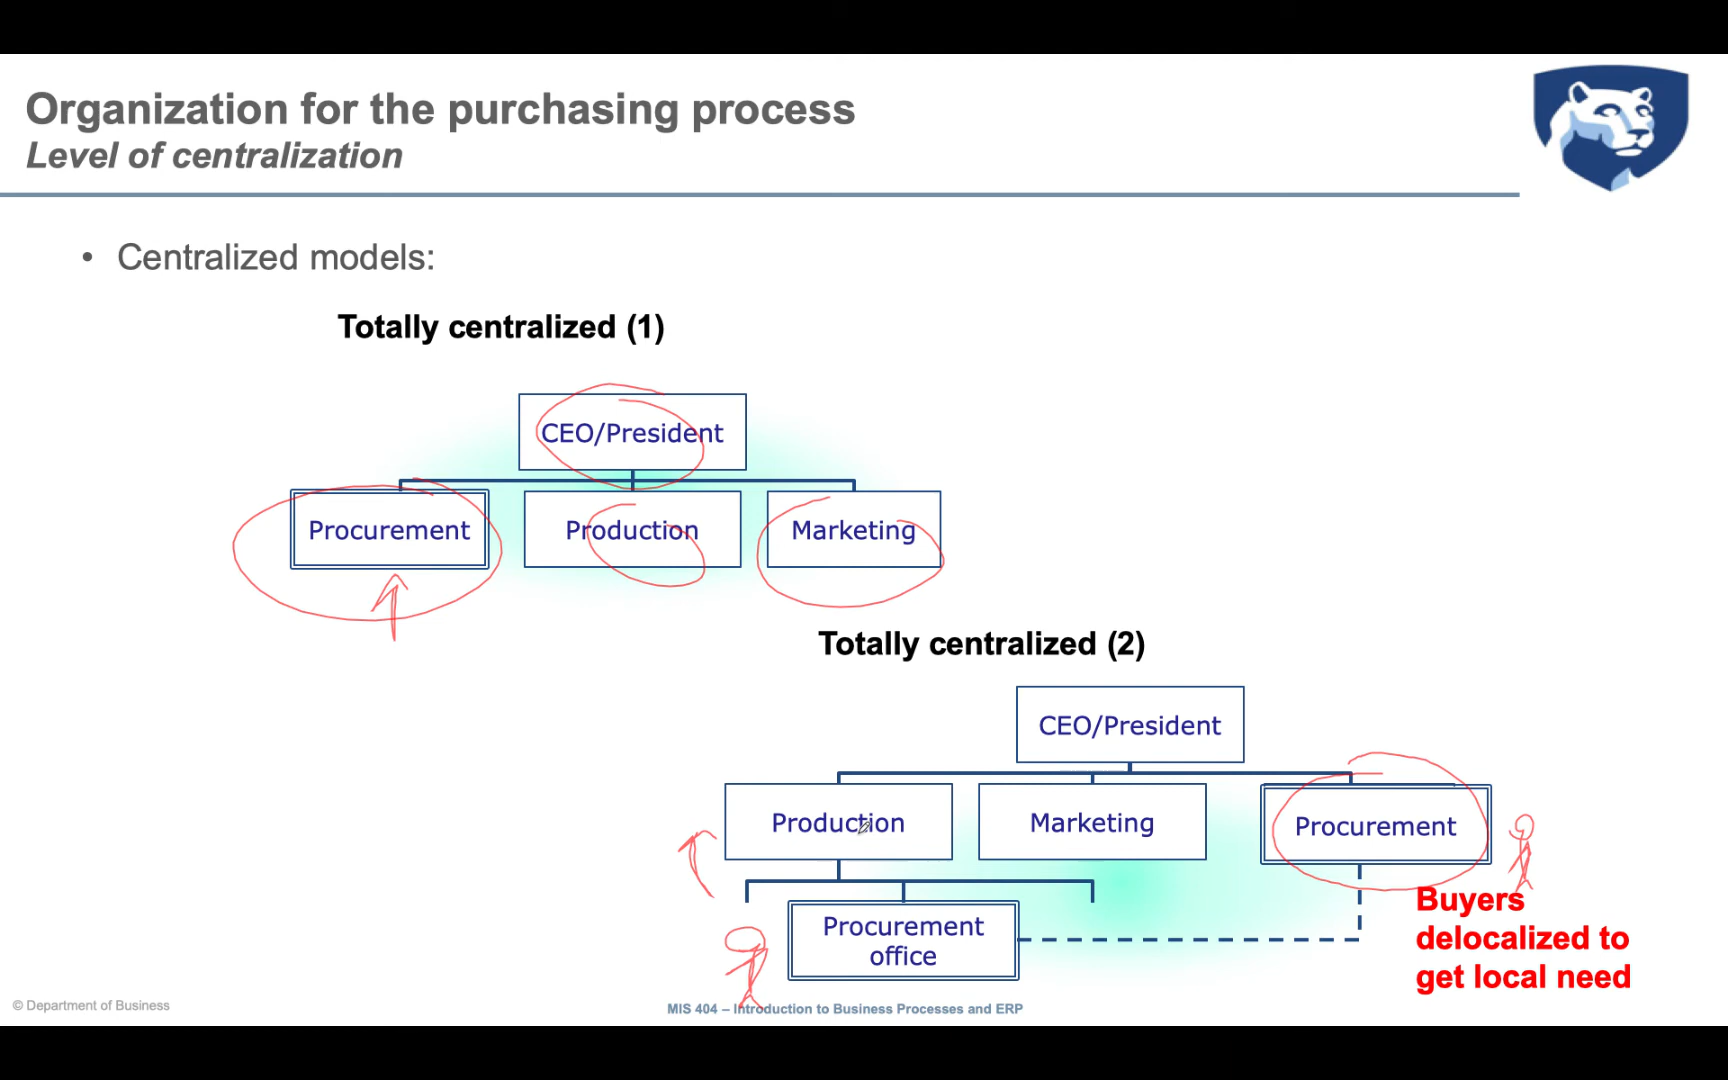 Organization for the purchasing process
Level of centralization
• Centralized models:
Totally centralized (1)
CEO/President
Procurement
Production
Marketing
Totally centralized (2)
CEO/President
Production
Marketing
Procurement
Procurement
office
Buyers
delocalized to
get local need
© Department of Business
MIS 404 – Introduction to Business Processes and ERP